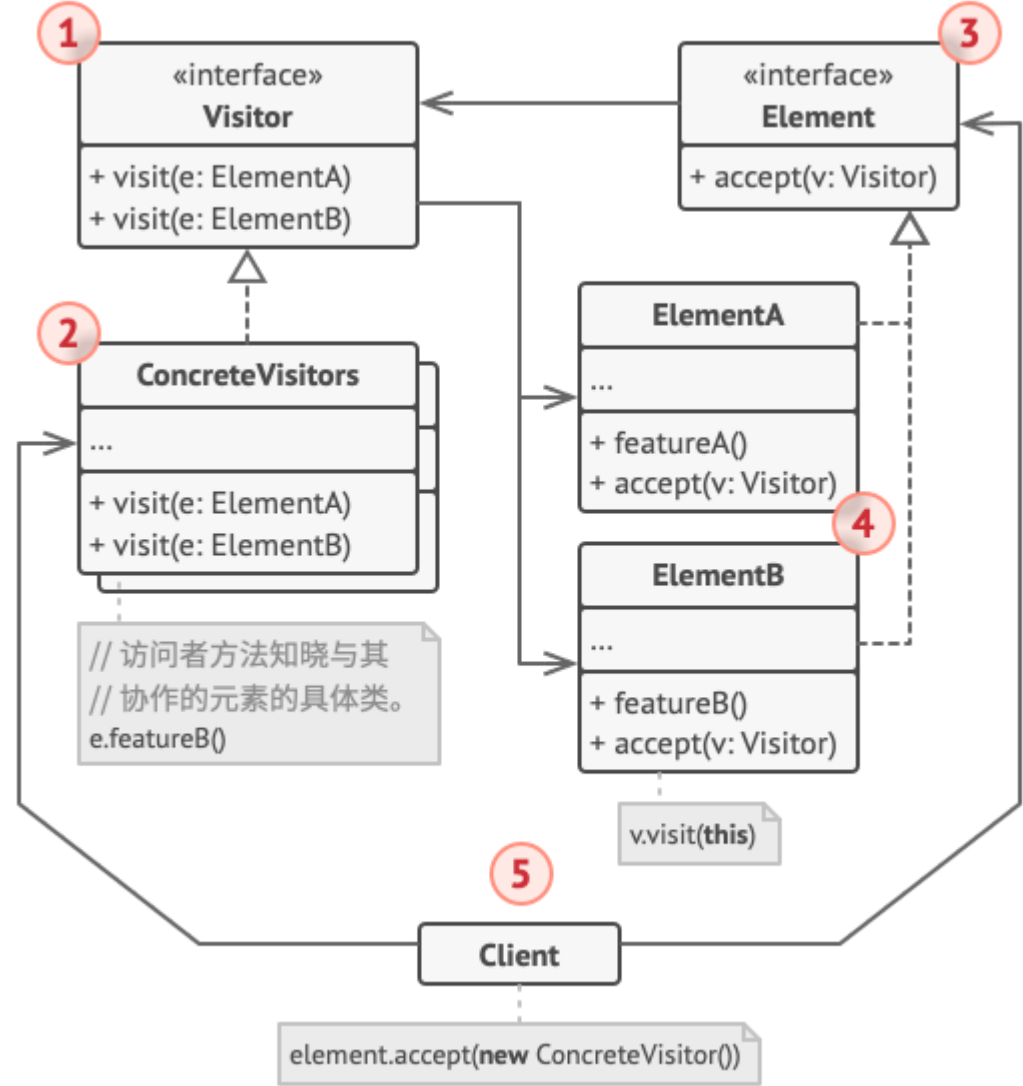 1
«interface»
Visitor
+ visit(e: ElementA)
+ visit(e: ElementB)
3
«interface»
Element
+ accept(v: Visitor)
2
ConcreteVisitors
...
+ visit(e: ElementA)
+ visit(e: ElementB)
// 访问者方法知晓与其
// 协作的元素的具体类。
e.featureB()
ElementA
...
+ featureA()
+ accept(v: Visitor)
4
ElementB
...
+ featureB()
+ accept(v: Visitor)
v.visit(this)
5
Client
element.accept(new ConcreteVisitor())